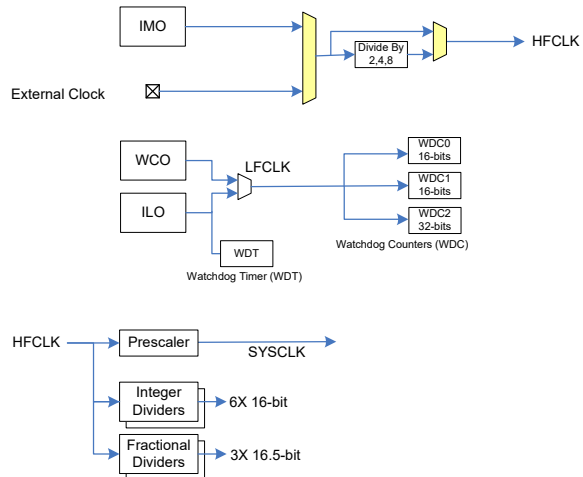 IMO
HFCLK
Divide By
2,4,8
External Clock
WDC0
16-bits
WCO
LFCLK
WDC1
16-bits
ILO
WDC2
32-bits
WDT
Watchdog Counters (WDC)
Watchdog Timer (WDT)
HFCLK
Prescaler
SYSCLK
Integer
Dividers
6X 16-bit
Fractional
Dividers
3X 16.5-bit